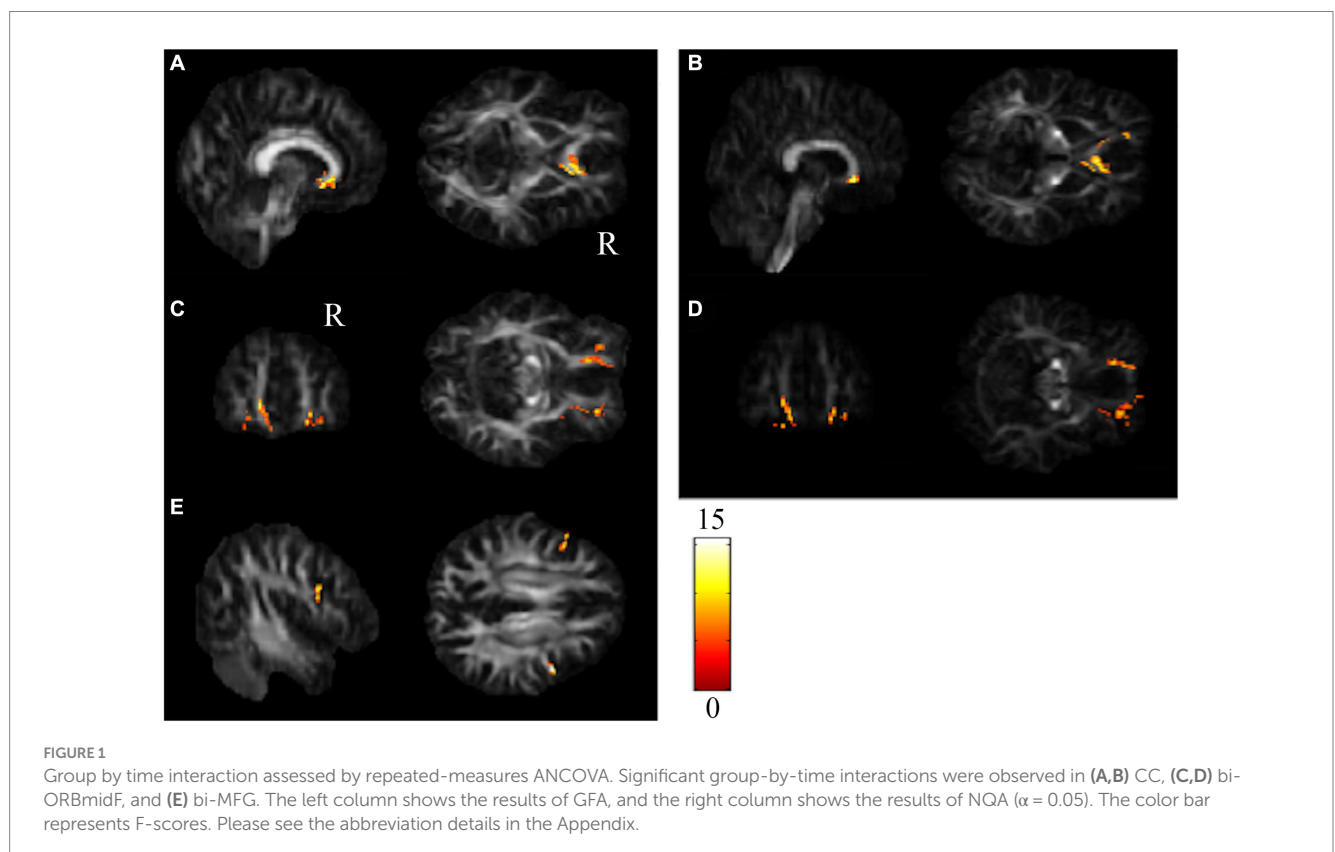 A
B
R
C
R
D
E
15
0
FIGURE 1
Group by time interaction assessed by repeated-measures ANCOVA. Significant group-by-time interactions were observed in (A,B) CC, (C,D) bi-
ORBmidF, and (E) bi-MFG. The left column shows the results of GFA, and the right column shows the results of NQA (α = 0.05). The color bar
represents F-scores. Please see the abbreviation details in the Appendix.